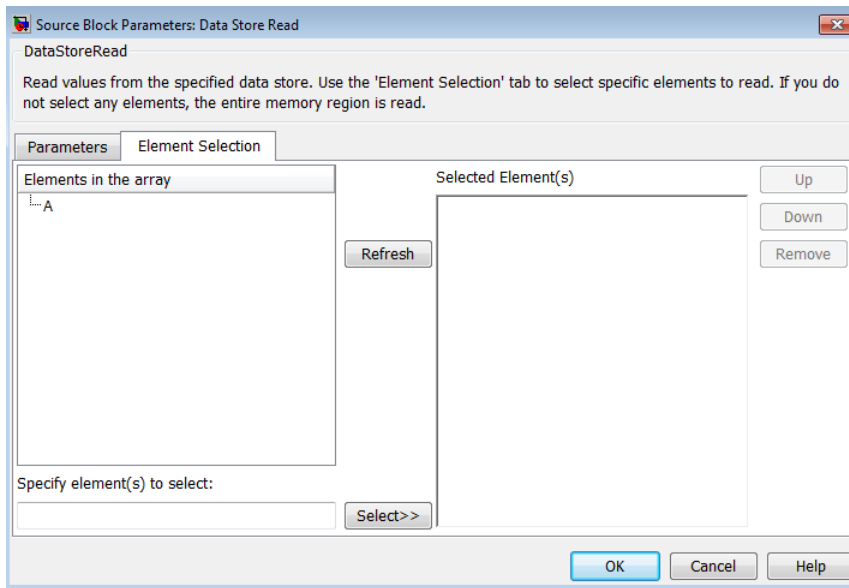 Source Block Parameters: Data Store Read
DataStoreRead
Read values from the specified data store. Use the 'Element Selection' tab to select specific elements to read. If you do
not select any elements, the entire memory region is read.
Parameters
Element Selection
Elements in the array
Selected Element(s)
Up
A
Down
Refresh
Remove
Specify element(s) to select:
Select>>
OK
Cancel
Help